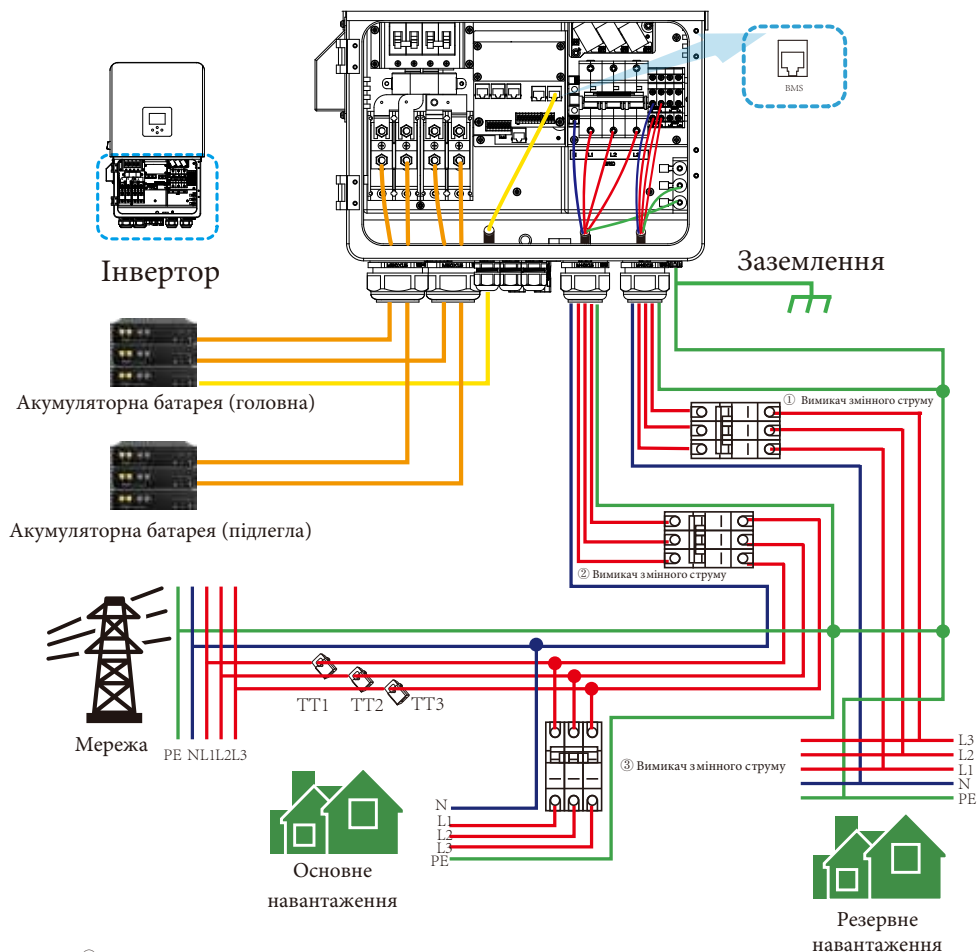 BMS
Інвертор
Заземлення
L1 L2 L3
Акумуляторна батарея (головна)
① Вимикач змінного струму
Акумуляторна батарея (підлегла)
② Вимикач змінного струму
TT1 TT2 TT3
Мережа
PE NL1L2L3
③ Вимикач змінного струму
L3
L2
L1
N
PE
N
L1
L2
L3
PE
Основне
навантаження
Резервне
навантаження